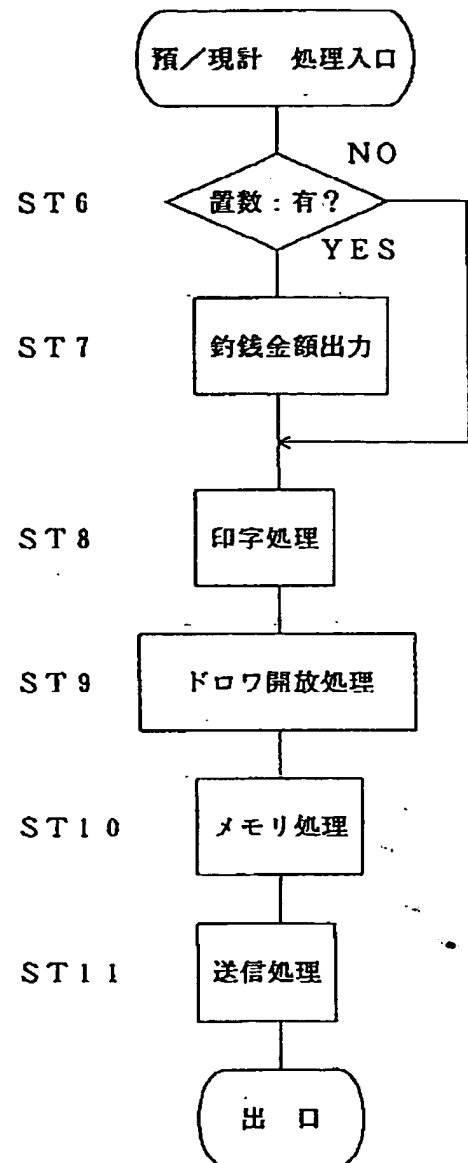 預／現計　処理入口
NO
ST6
置数：有？
YES
ST7
釣銭金額出力
ST8
印字処理
ST9
ドロワ開放処理
ST10
メモリ処理
ST11
送信処理
出　口